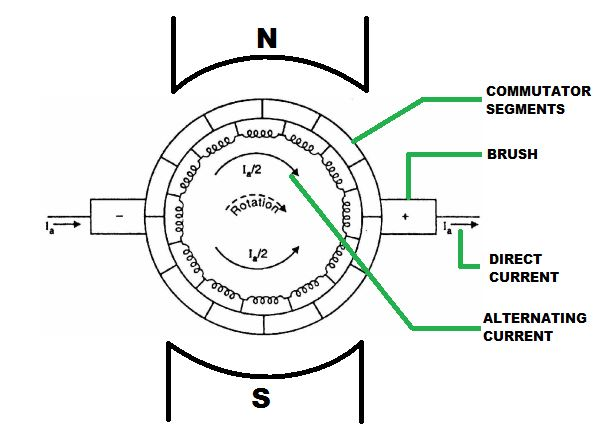 N
COMMUTATOR
SEGMENTS
BRUSH
Ia/2
Rotation
− +
Ia Ia
Ia/2
DIRECT
CURRENT
ALTERNATING
CURRENT
S